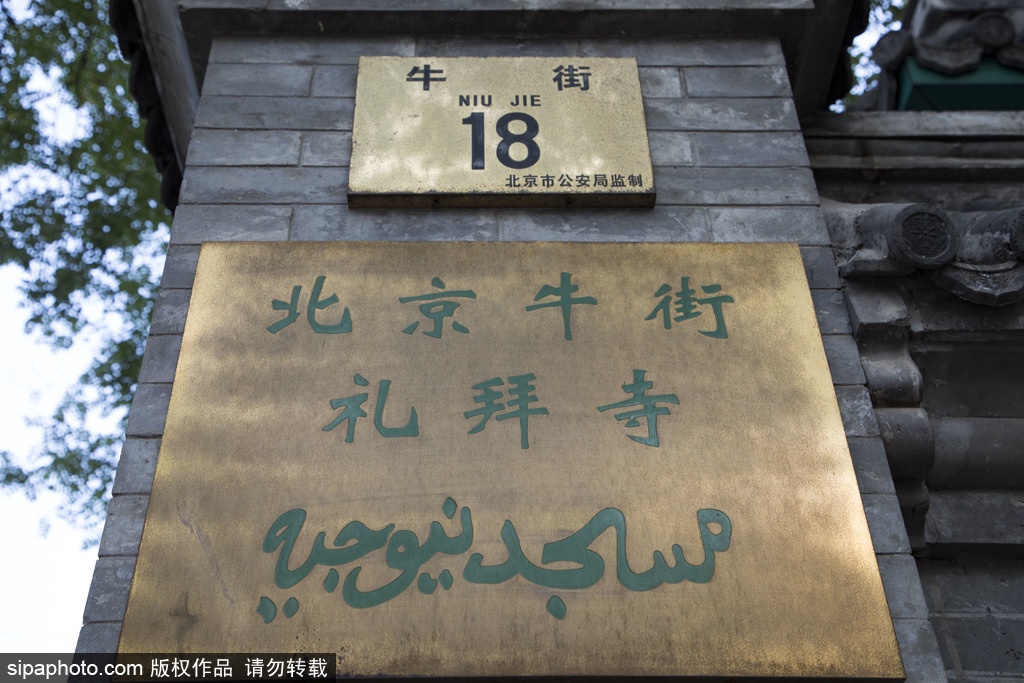 牛 街
NIU JIE
18
北京市公安局监制
北京牛街
礼拜寺
مسجد نيوجيه
sipaphoto.com 版权作品 请勿转载